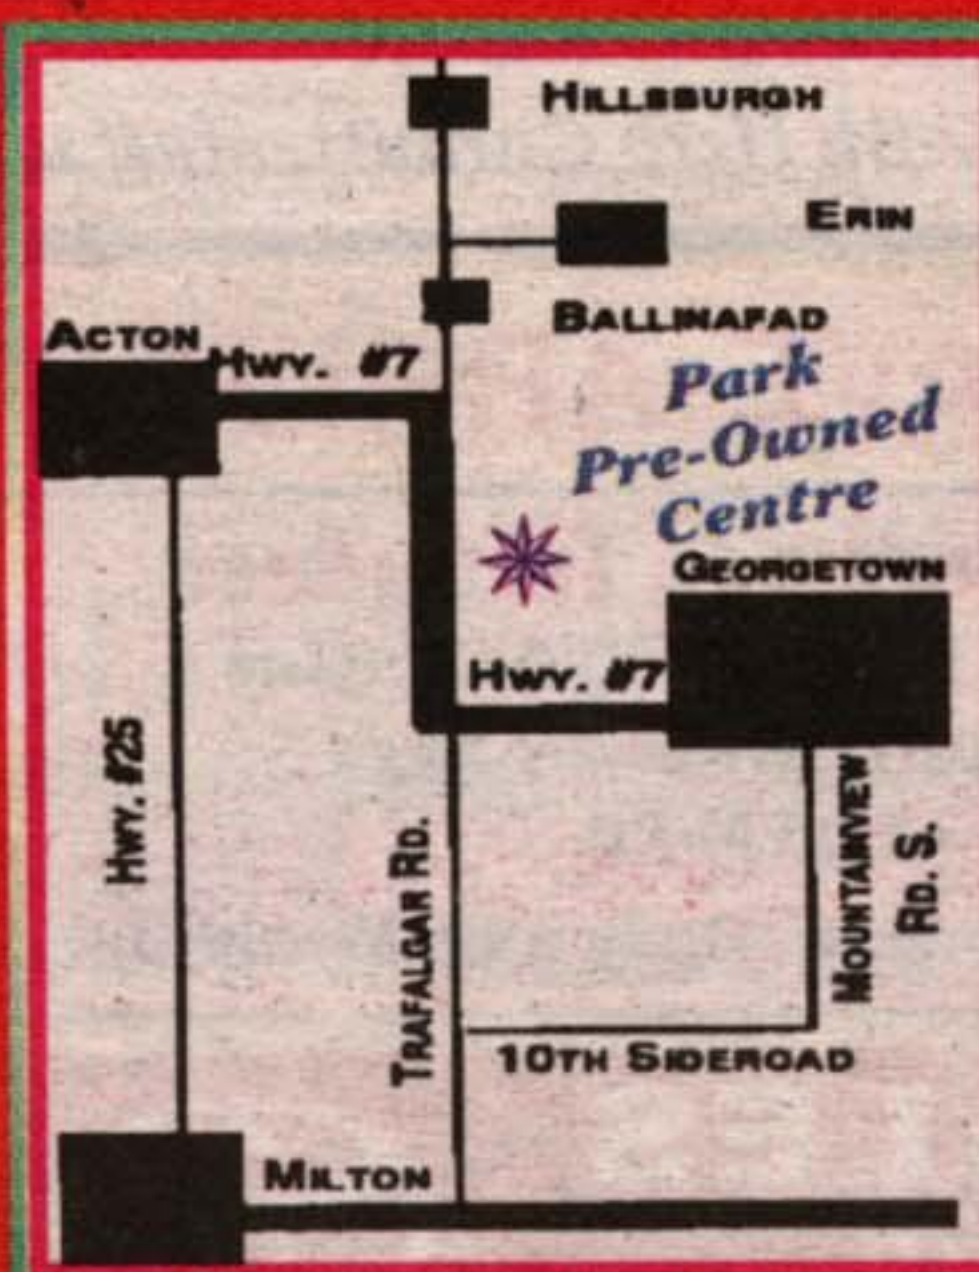 HILLSBURGH
ERIN
BALLINAFAD
ACTON
HWY. #7
Park
Pre-Owned
Centre
GEORGETOWN
HWY. #7
HWY. #25
TRAFALGAR RD.
MOUNTAINVIEW
RD. S.
10TH SIDEROAD
MILTON